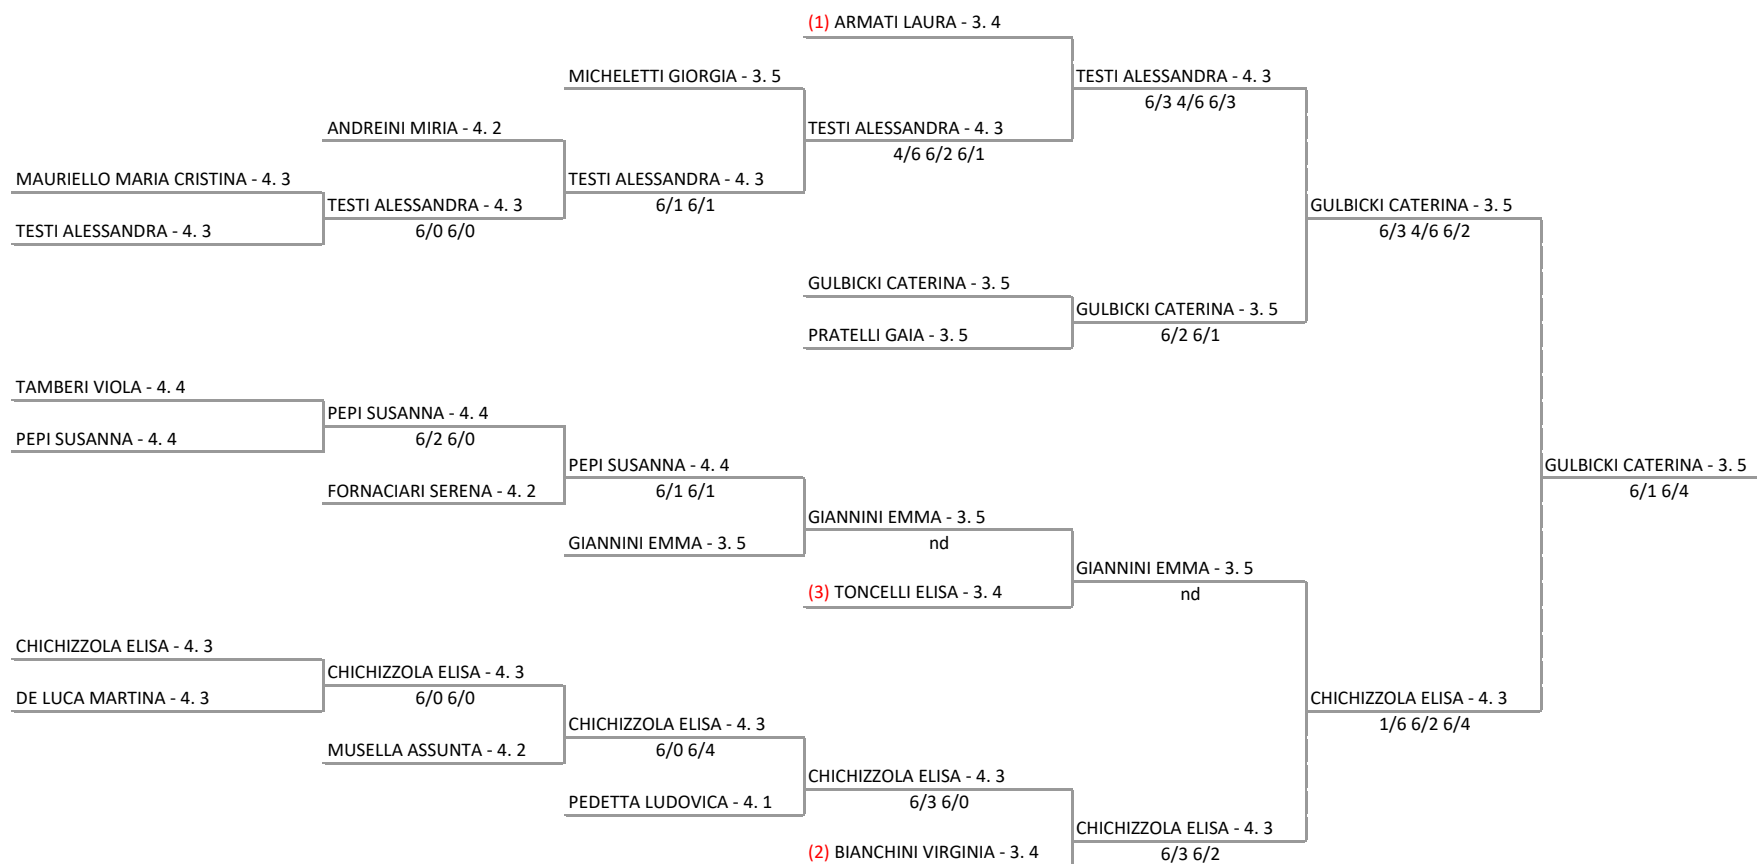 (1) ARMATI LAURA - 3. 4
MICHELETTI GIORGIA - 3. 5
TESTI ALESSANDRA - 4. 3
6/3 4/6 6/3
ANDREINI MIRIA - 4. 2
TESTI ALESSANDRA - 4. 3
4/6 6/2 6/1
MAURIELLO MARIA CRISTINA - 4. 3
TESTI ALESSANDRA - 4. 3
6/1 6/1
TESTI ALESSANDRA - 4. 3
6/0 6/0
GULBICKI CATERINA - 3. 5
6/3 4/6 6/2
TESTI ALESSANDRA - 4. 3
GULBICKI CATERINA - 3. 5
GULBICKI CATERINA - 3. 5
6/2 6/1
PRATELLI GAIA - 3. 5
TAMBERI VIOLA - 4. 4
PEPI SUSANNA - 4. 4
6/2 6/0
PEPI SUSANNA - 4. 4
PEPI SUSANNA - 4. 4
6/1 6/1
GULBICKI CATERINA - 3. 5
6/1 6/4
FORNACIARI SERENA - 4. 2
GIANNINI EMMA - 3. 5
nd
GIANNINI EMMA - 3. 5
GIANNINI EMMA - 3. 5
nd
(3) TONCELLI ELISA - 3. 4
CHICHIZZOLA ELISA - 4. 3
CHICHIZZOLA ELISA - 4. 3
6/0 6/0
DE LUCA MARTINA - 4. 3
CHICHIZZOLA ELISA - 4. 3
1/6 6/2 6/4
CHICHIZZOLA ELISA - 4. 3
6/0 6/4
MUSELLA ASSUNTA - 4. 2
CHICHIZZOLA ELISA - 4. 3
6/3 6/0
PEDETTA LUDOVICA - 4. 1
CHICHIZZOLA ELISA - 4. 3
6/3 6/2
(2) BIANCHINI VIRGINIA - 3. 4